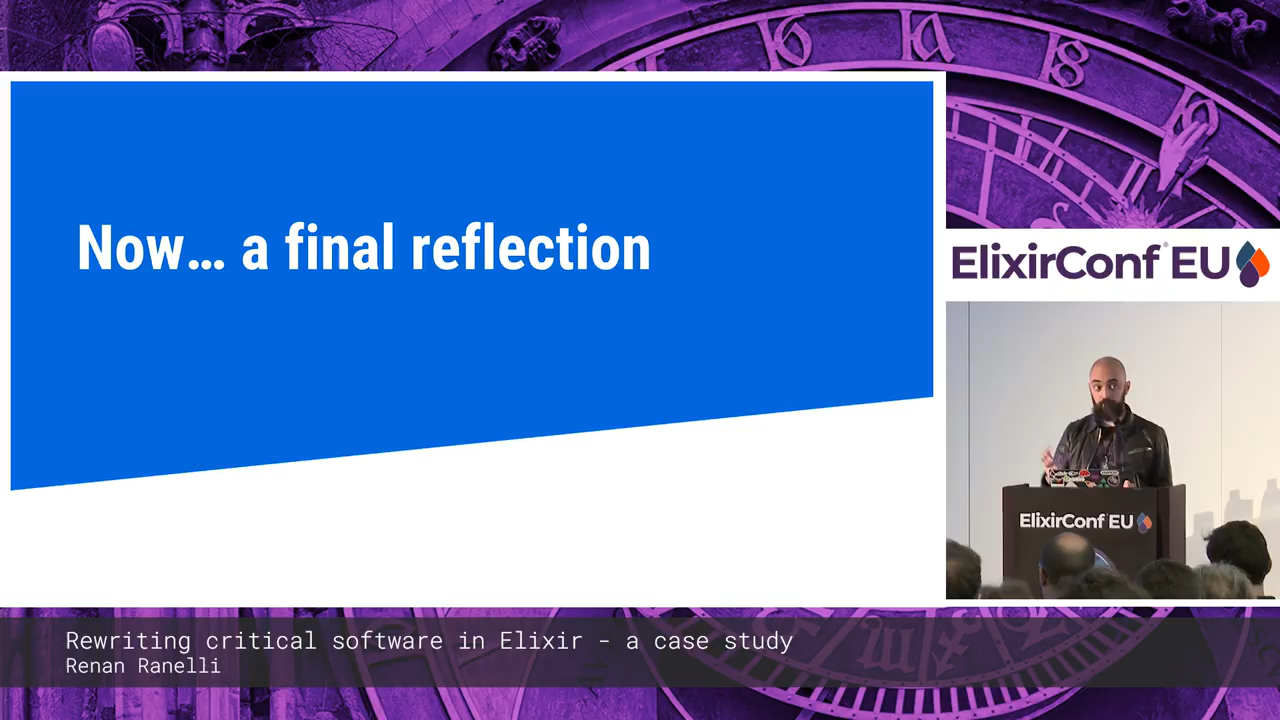 Now... a final reflection
ElixirConf® EU
ElixirConf EU
Rewriting critical software in Elixir - a case study
Renan Ranelli